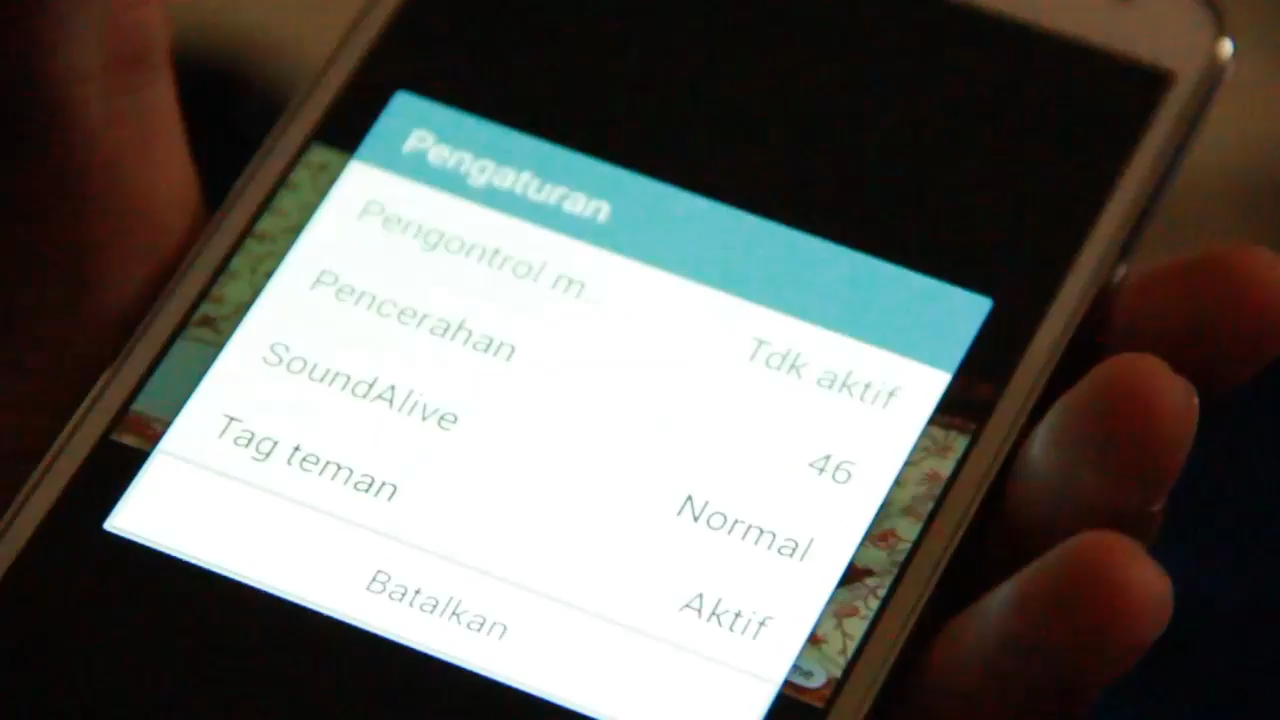 Pengaturan
Pengontrol m...
Tdk aktif
Pencerahan
46
SoundAlive
Normal
Tag teman
Aktif
Batalkan